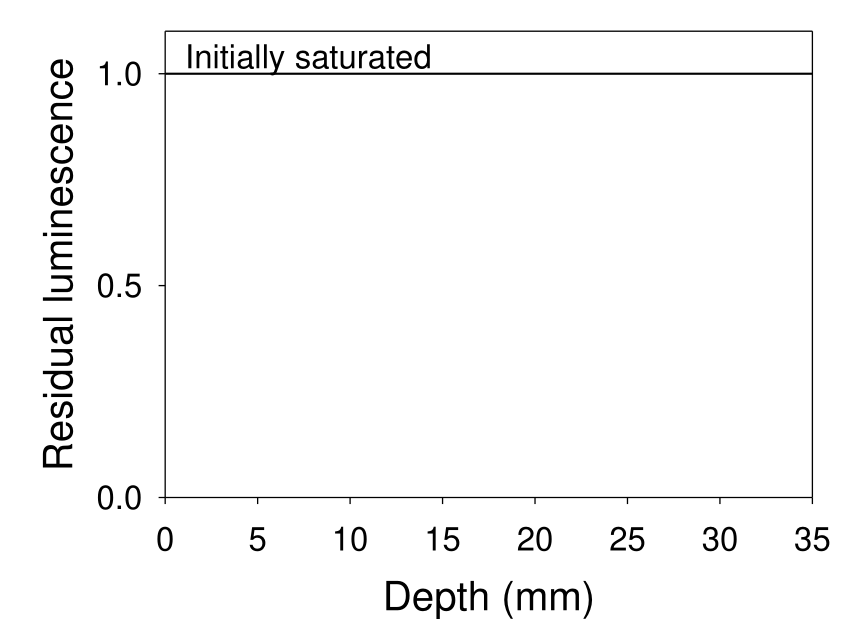 Initially saturated
1.0
0.5
0.0
Residual luminescence
0 5 10 15 20 25 30 35
Depth (mm)